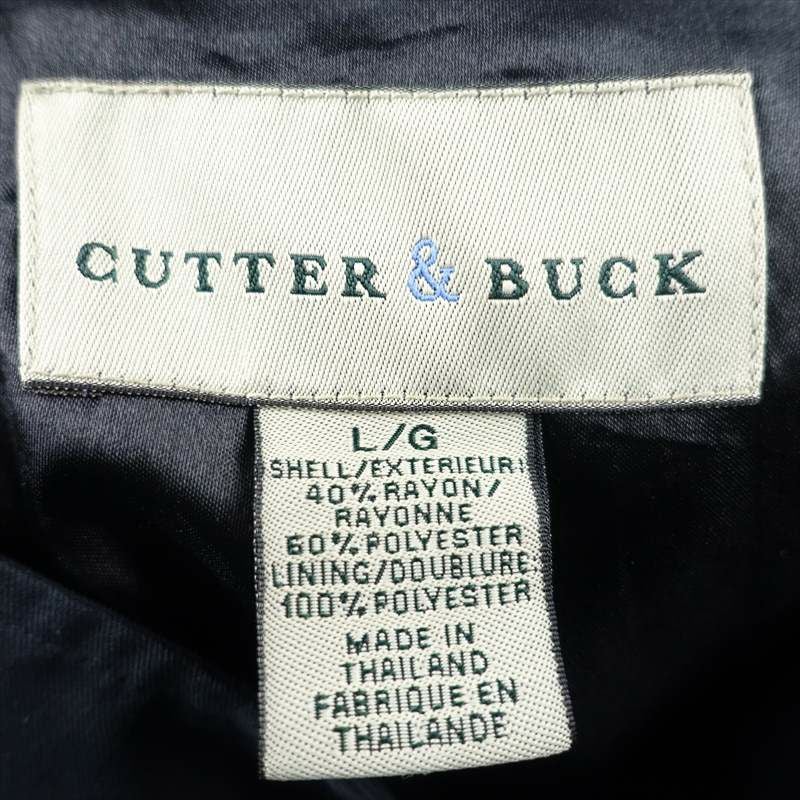 CUTTER & BUCK
L/G
SHELL/EXTERIEUR:
40% RAYON/
RAYONNE
60% POLYESTER
LINING/DOUBLURE
100% POLYESTER
MADE IN
THAILAND
FABRIQUE EN
THAILANDE